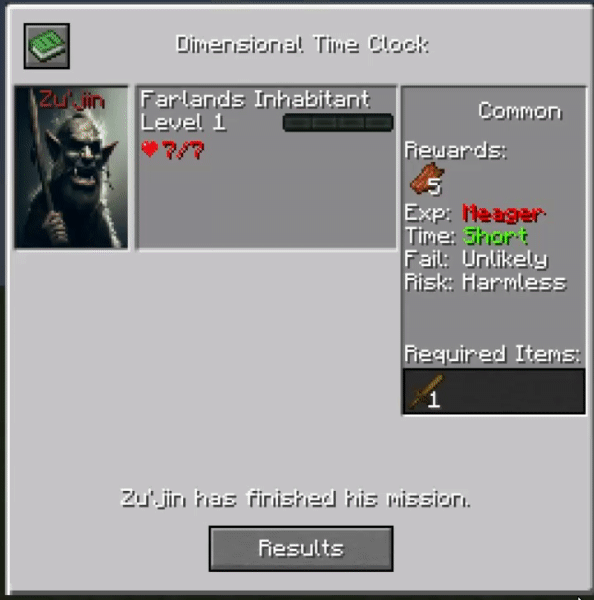 Dimensional Time Clock
Zu\jin
Farlands Inhabitant
Level 1
7/7
Common
Rewards:
5
Exp: Meager
Time: Short
Fail: Unlikely
Risk: Harmless
Required Items:
1
Zu\jin has finished his mission.
Results